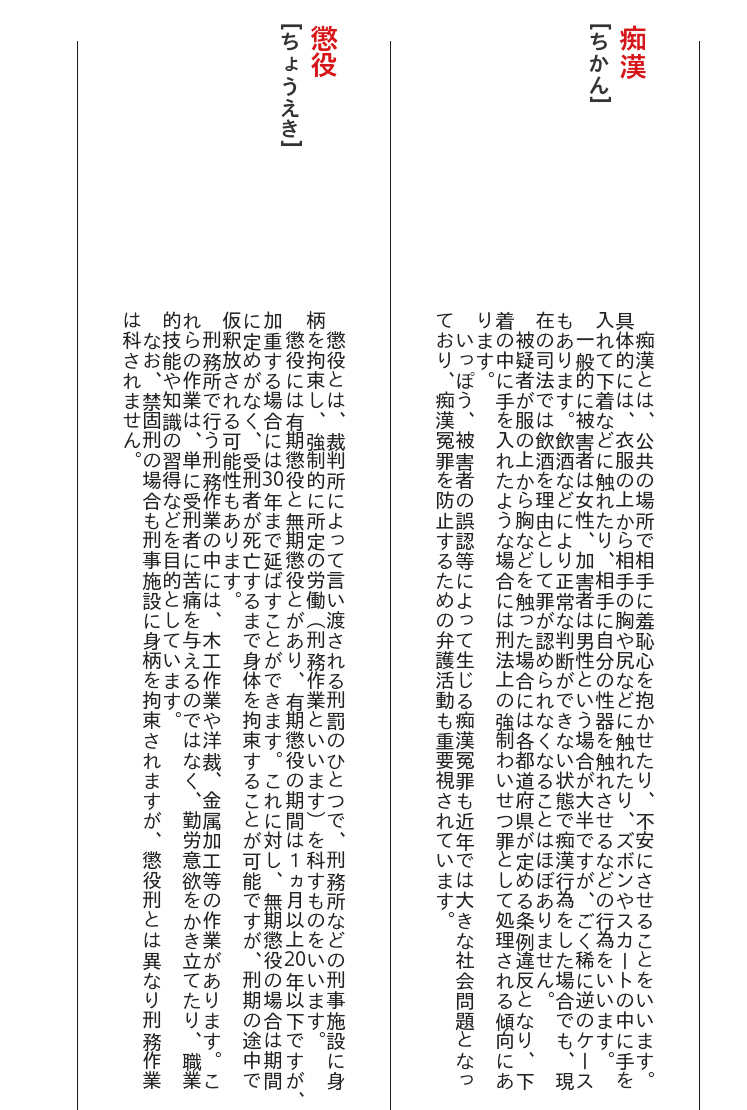 痴漢
【ちかん】
　痴漢とは、公共の場所で相手に羞恥心を抱かせたり、不安にさせることをいいます。
具体的には、衣服の上から相手の胸や尻などに触れたり、ズボンやスカートの中に手を
入れて下着などに触れたり、相手に自分の性器を触れさせるなどの行為をいいます。
　一般的に被害者は女性、加害者は男性という場合が大半ですが、ごく稀に逆のケース
もあります。飲酒などにより正常な判断ができない状態で痴漢行為をした場合でも、現
在の司法では飲酒を理由として罪が認められなくなることはほぼありません。
　被疑者が服の上から胸などを触った場合には各都道府県が定める条例違反となり、下
着の中に手を入れたような場合には刑法上の強制わいせつ罪として処理される傾向にあ
ります。
　いっぽう、被害者の誤認等によって生じる痴漢冤罪も近年では大きな社会問題となっ
ており、痴漢冤罪を防止するための弁護活動も重要視されています。
懲役
【ちょうえき】
　懲役とは、裁判所によって言い渡される刑罰のひとつで、刑務所などの刑事施設に身
柄を拘束し、強制的に所定の労働（刑務作業といいます）を科すものをいいます。
　懲役には有期懲役と無期懲役とがあり、有期懲役の期間は１ヵ月以上20年以下ですが、
加重する場合には30年まで延ばすことができます。これに対し、無期懲役の場合は期間
に定めがなく、受刑者が死亡するまで身体を拘束することが可能ですが、刑期の途中で
仮釈放される可能性もあります。
　刑務所で行う刑務作業の中には、木工作業や洋裁、金属加工等の作業があります。こ
れらの作業は、単に受刑者に苦痛を与えるのではなく、勤労意欲をかき立てたり、職業
的技能や知識の習得などを目的としています。
　なお、禁固刑の場合も刑事施設に身柄を拘束されますが、懲役刑とは異なり刑務作業
は科されません。